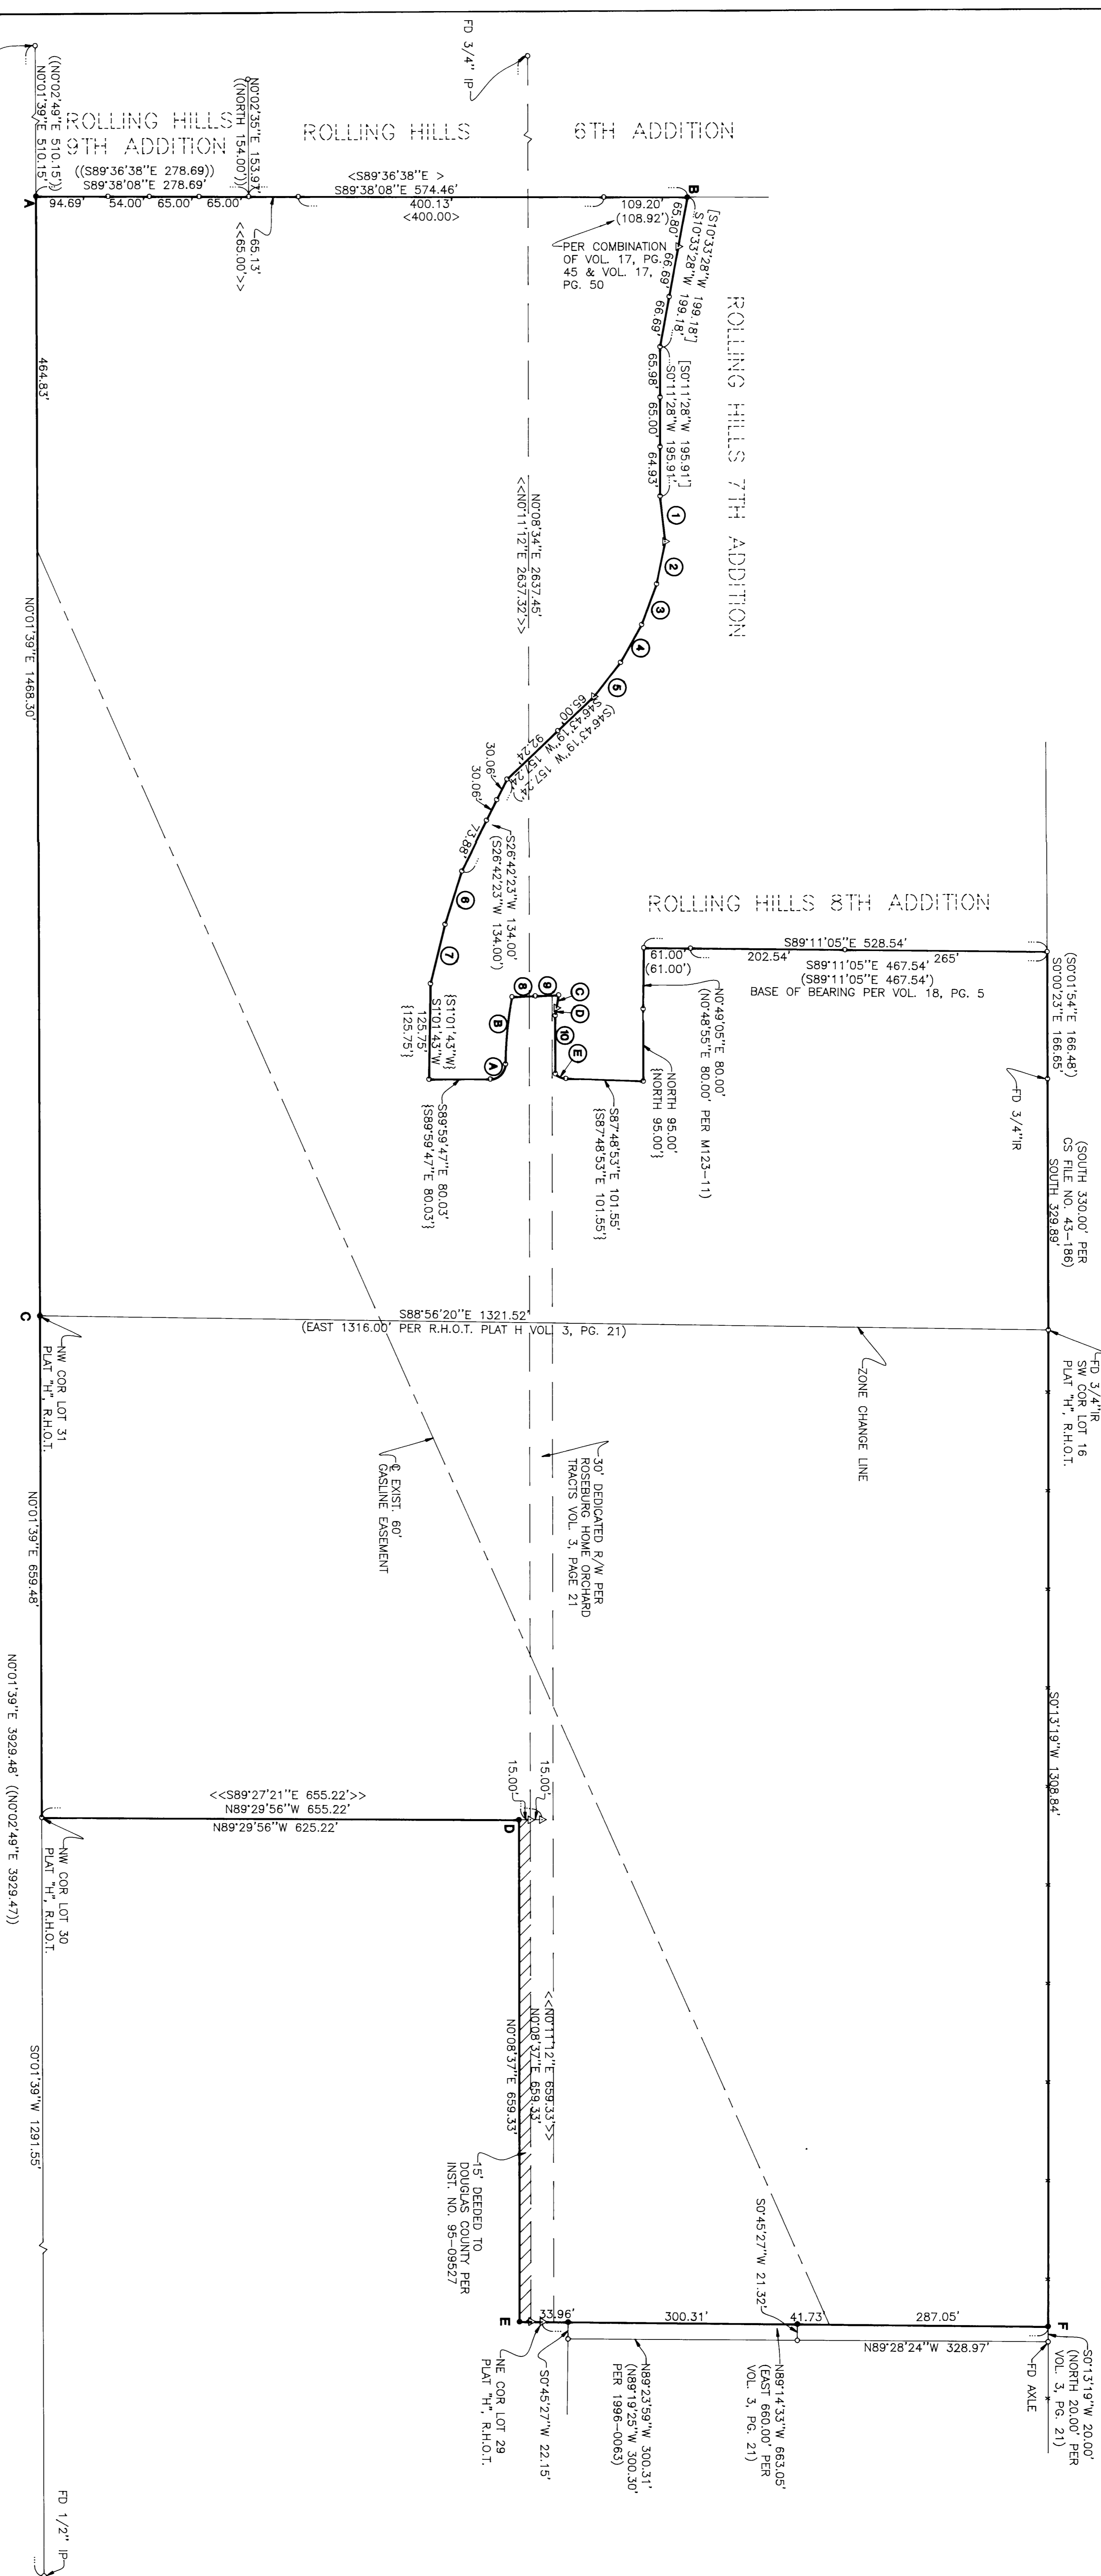 FD 3/4" IP
ROLLING HILLS
9TH ADDITION
ROLLING HILLS
6TH ADDITION
((N0°02'49"E 510.15'))
N0°01'39"E 510.15'
N0°02'35"E 153.97'
((NORTH 154.00'))
((S89°36'38"E 278.69))
S89°38'08"E 278.69'
94.69'
54.00'
65.00'
65.00'
<S89°36'38"E >
S89°38'08"E 574.46'
400.13'
<400.00>
109.20'
(108.92')
A
B
65.13'
<<65.00'>>
PER COMBINATION
OF VOL. 17, PG.
45 & VOL. 17,
PG. 50
[S10°33'28"W 199.18']
S10°33'28"W 199.18'
65.80'
66.69'
66.69'
ROLLING HILLS 7TH ADDITION
[S0°11'28"W 195.91']
S0°11'28"W 195.91'
65.98'
65.00'
64.93'
1
2
3
4
5
464.83'
N0°08'34"E 2637.45'
<<N0°11'12"E 2637.32'>>
(S46°43'19"W 157.24')
S46°43'19"W 157.24'
65.00'
92.24'
30.06'
30.06'
73.88'
S26°42'23"W 134.00'
(S26°42'23"W 134.00')
6
7
{S1°01'43"W}
S1°01'43"W
125.75'
{125.75'}
8
9
C
D
10
E
B
A
S89°59'47"E 80.03'
{S89°59'47"E 80.03'}
S87°48'53"E 101.55'
{S87°48'53"E 101.55'}
NORTH 95.00'
{NORTH 95.00'}
N0°49'05"E 80.00'
(N0°48'55"E 80.00' PER M123-11)
ROLLING HILLS 8TH ADDITION
S89°11'05"E 528.54'
61.00'
(61.00')
202.54'
265'
S89°11'05"E 467.54'
(S89°11'05"E 467.54')
BASE OF BEARING PER VOL. 18, PG. 5
(S0°01'54"E 166.48')
S0°00'23"E 166.65'
FD 3/4"IR
(SOUTH 330.00' PER
CS FILE NO. 43-186)
SOUTH 329.89'
N0°01'39"E 1468.30'
S88°56'20"E 1321.52'
(EAST 1316.00' PER R.H.O.T. PLAT H VOL. 3, PG. 21)
C
NW COR LOT 31
PLAT "H", R.H.O.T.
ZONE CHANGE LINE
FD 3/4"IR
SW COR LOT 16
PLAT "H", R.H.O.T.
℄ EXIST. 60'
GASLINE EASEMENT
30' DEDICATED R/W PER
ROSEBURG HOME ORCHARD
TRACTS VOL. 3, PAGE 21
N0°01'39"E 659.48'
N0°01'39"E 3929.48' ((N0°02'49"E 3929.47))
S0°13'19"W 1308.84'
15.00'
15.00'
<<S89°27'21"E 655.22'>>
N89°29'56"W 655.22'
N89°29'56"W 625.22'
D
NW COR LOT 30
PLAT "H", R.H.O.T.
<<N0°11'12"E 659.33'>>
N0°08'37"E 659.33'
N0°08'37"E 659.33'
15' DEEDED TO
DOUGLAS COUNTY PER
INST. NO. 95-09527
S0°01'39"W 1291.55'
S0°45'27"W 21.32'
33.96'
300.31'
41.73
287.05'
E
F
N89°28'24"W 328.97'
NE COR LOT 29
PLAT "H", R.H.O.T.
S0°45'27"W 22.15'
N89°23'59"W 300.31'
(N89°19'25"W 300.30'
PER 1996-0063)
N89°14'33"W 663.05'
(EAST 660.00' PER
VOL. 3, PG. 21)
FD AXLE
S0°13'19"W 20.00'
(NORTH 20.00' PER
VOL. 3, PG. 21)
FD 1/2" IP